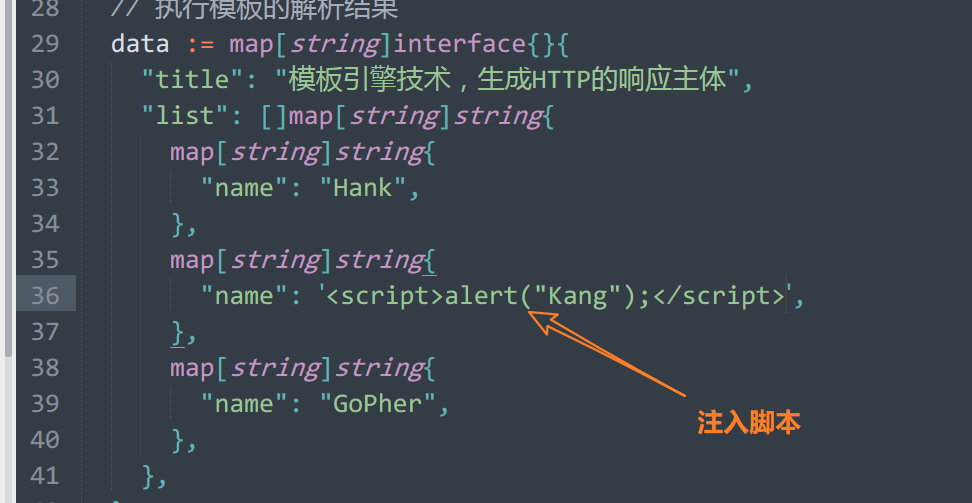 28 // 执行模板的解析结果
29 data := map[string]interface{}{
30 "title": "模板引擎技术，生成HTTP的响应主体",
31 "list": []map[string]string{
32 map[string]string{
33 "name": "Hank",
34 },
35 map[string]string{
36 "name": '<script>alert("Kang");</script>',
37 },
38 map[string]string{
39 "name": "GoPher",
40 },
41 },
注入脚本